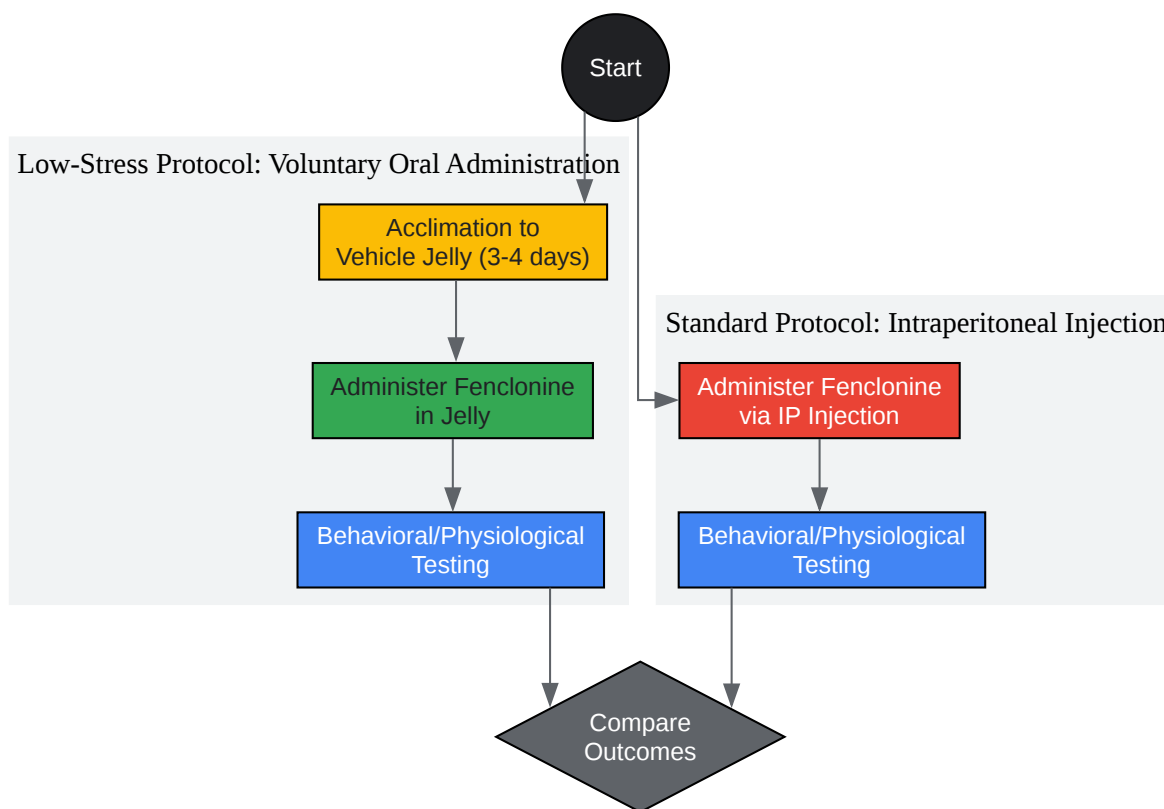 Start
Low-Stress Protocol: Voluntary Oral Administration
Acclimation to
Vehicle Jelly (3-4 days)
Administer Fenclonine
in Jelly
Behavioral/Physiological
Testing
Standard Protocol: Intraperitoneal Injection
Administer Fenclonine
via IP Injection
Behavioral/Physiological
Testing
Compare
Outcomes